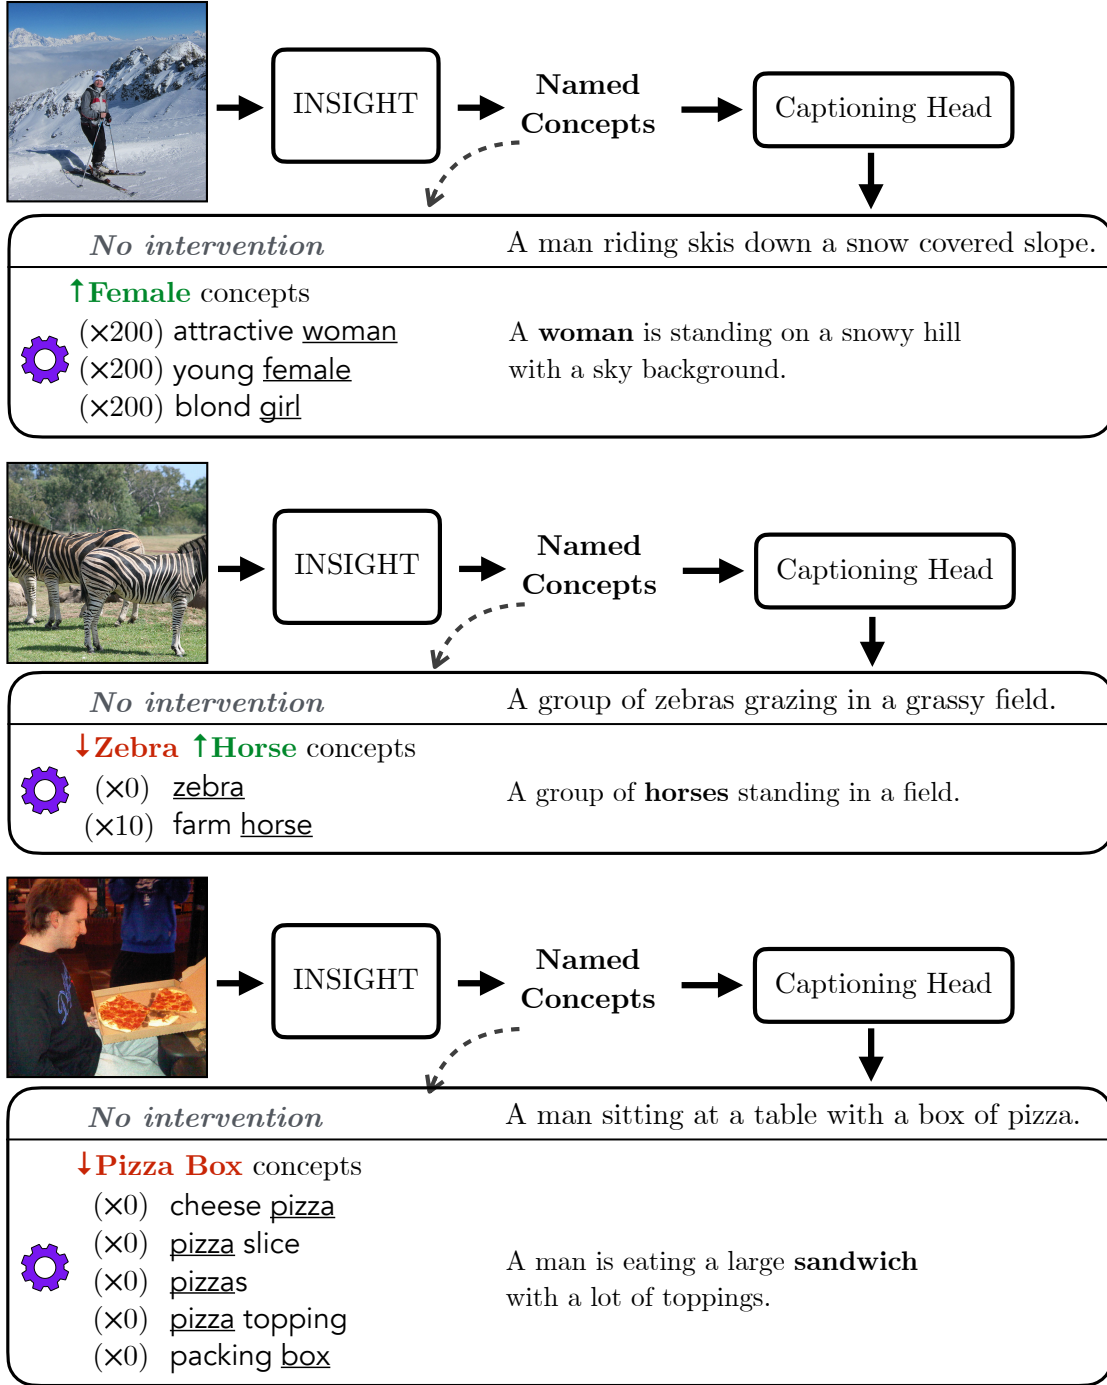 INSIGHT
Named
Concepts
Captioning Head
No intervention
A man riding skis down a snow covered slope.
↑Female concepts
(×200) attractive woman
(×200) young female
(×200) blond girl
A woman is standing on a snowy hill
with a sky background.
INSIGHT
Named
Concepts
Captioning Head
No intervention
A group of zebras grazing in a grassy field.
↓Zebra ↑Horse concepts
(×0) zebra
(×10) farm horse
A group of horses standing in a field.
INSIGHT
Named
Concepts
Captioning Head
No intervention
A man sitting at a table with a box of pizza.
↓Pizza Box concepts
(×0) cheese pizza
(×0) pizza slice
(×0) pizzas
(×0) pizza topping
(×0) packing box
A man is eating a large sandwich
with a lot of toppings.